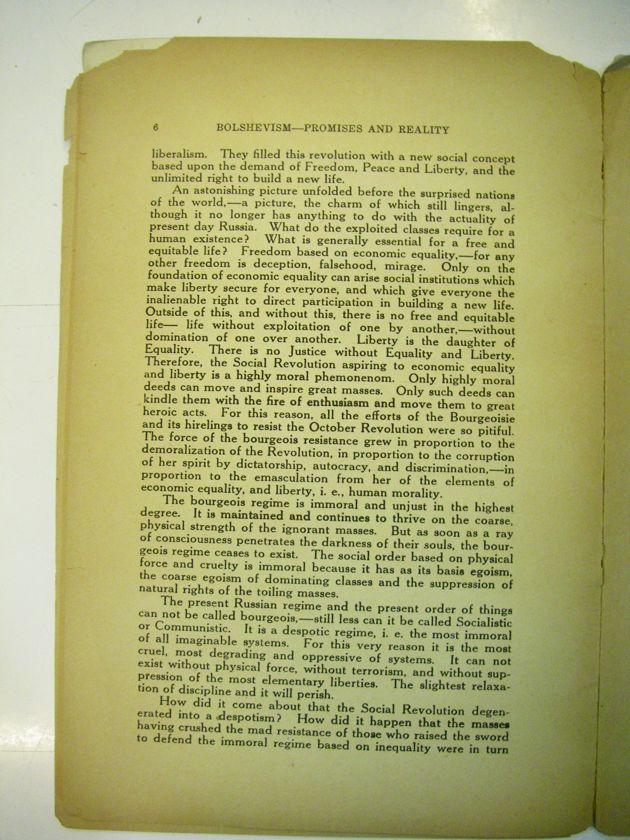 6 BOLSHEVISM—PROMISES AND REALITY
liberalism. They filled this revolution with a new social concept
based upon the demand of Freedom, Peace and Liberty, and the
unlimited right to build a new life.
An astonishing picture unfolded before the surprised nations
of the world,—a picture, the charm of which still lingers, al-
though it no longer has anything to do with the actuality of
present day Russia. What do the exploited classes require for a
human existence? What is generally essential for a free and
equitable life? Freedom based on economic equality,—for any
other freedom is deception, falsehood, mirage. Only on the
foundation of economic equality can arise social institutions which
make liberty secure for everyone, and which give everyone the
inalienable right to direct participation in building a new life.
Outside of this, and without this, there is no free and equitable
life— life without exploitation of one by another,—without
domination of one over another. Liberty is the daughter of
Equality. There is no Justice without Equality and Liberty.
Therefore, the Social Revolution aspiring to economic equality
and liberty is a highly moral phemonenom. Only highly moral
deeds can move and inspire great masses. Only such deeds can
kindle them with the fire of enthusiasm and move them to great
heroic acts. For this reason, all the efforts of the Bourgeoisie
and its hirelings to resist the October Revolution were so pitiful.
The force of the bourgeois resistance grew in proportion to the
demoralization of the Revolution, in proportion to the corruption
of her spirit by dictatorship, autocracy, and discrimination,—in
proportion to the emasculation from her of the elements of
economic equality, and liberty, i. e., human morality.
The bourgeois regime is immoral and unjust in the highest
degree. It is maintained and continues to thrive on the coarse,
physical strength of the ignorant masses. But as soon as a ray
of consciousness penetrates the darkness of their souls, the bour-
geois regime ceases to exist. The social order based on physical
force and cruelty is immoral because it has as its basis egoism,
the coarse egoism of dominating classes and the suppression of
natural rights of the toiling masses.
The present Russian regime and the present order of things
can not be called bourgeois,—still less can it be called Socialistic
or Communistic. It is a despotic regime, i. e. the most immoral
of all imaginable systems. For this very reason it is the most
cruel, most degrading and oppressive of systems. It can not
exist without physical force, without terrorism, and without sup-
pression of the most elementary liberties. The slightest relaxa-
tion of discipline and it will perish.
How did it come about that the Social Revolution degen-
erated into a despotism? How did it happen that the masses
having crushed the mad resistance of those who raised the sword
to defend the immoral regime based on inequality were in turn